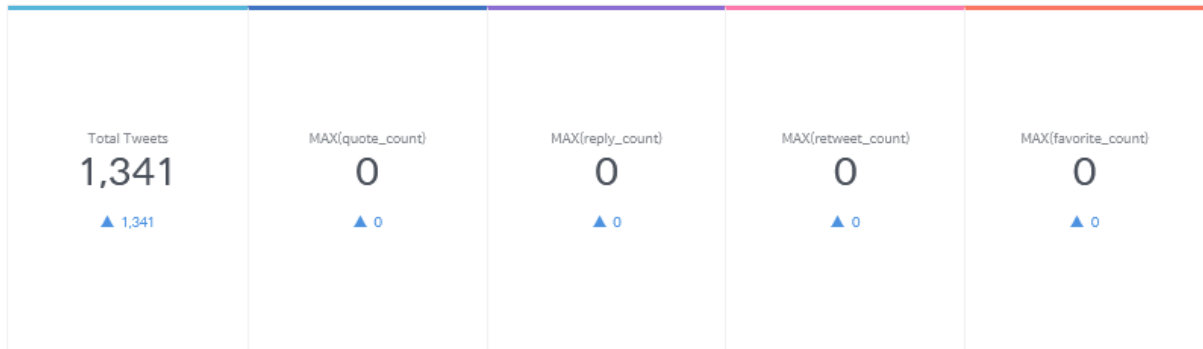 Total Tweets
1,341
▲ 1,341
MAX(quote_count)
0
▲ 0
MAX(reply_count)
0
▲ 0
MAX(retweet_count)
0
▲ 0
MAX(favorite_count)
0
▲ 0